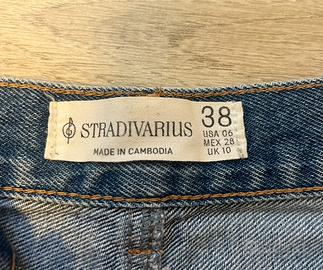 STRADIVARIUS
MADE IN CAMBODIA
38
USA 06
MEX 28
UK 10